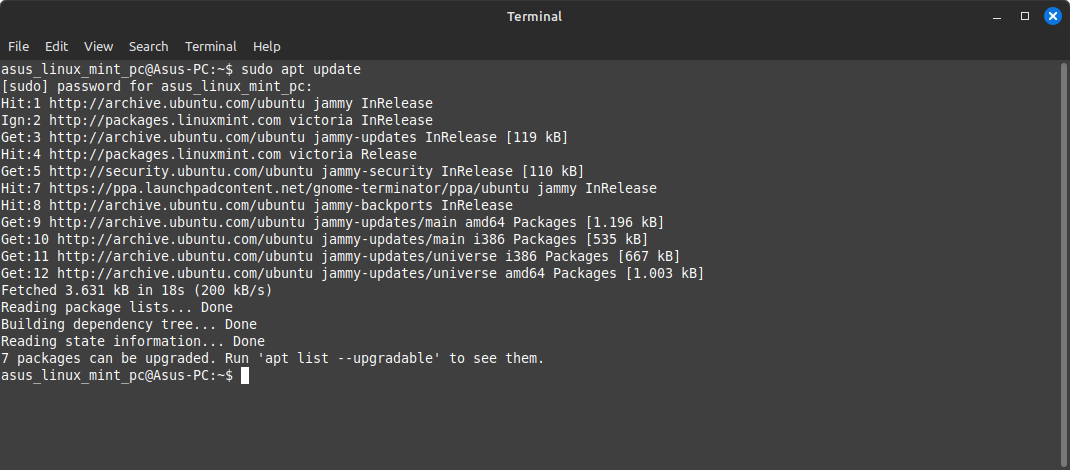 Terminal
File Edit View Search Terminal Help
asus_linux_mint_pc@Asus-PC:~$ sudo apt update
[sudo] password for asus_linux_mint_pc:
Hit:1 http://archive.ubuntu.com/ubuntu jammy InRelease
Ign:2 http://packages.linuxmint.com victoria InRelease
Get:3 http://archive.ubuntu.com/ubuntu jammy-updates InRelease [119 kB]
Hit:4 http://packages.linuxmint.com victoria Release
Get:5 http://security.ubuntu.com/ubuntu jammy-security InRelease [110 kB]
Hit:7 https://ppa.launchpadcontent.net/gnome-terminator/ppa/ubuntu jammy InRelease
Hit:8 http://archive.ubuntu.com/ubuntu jammy-backports InRelease
Get:9 http://archive.ubuntu.com/ubuntu jammy-updates/main amd64 Packages [1.196 kB]
Get:10 http://archive.ubuntu.com/ubuntu jammy-updates/main i386 Packages [535 kB]
Get:11 http://archive.ubuntu.com/ubuntu jammy-updates/universe i386 Packages [667 kB]
Get:12 http://archive.ubuntu.com/ubuntu jammy-updates/universe amd64 Packages [1.003 kB]
Fetched 3.631 kB in 18s (200 kB/s)
Reading package lists... Done
Building dependency tree... Done
Reading state information... Done
7 packages can be upgraded. Run 'apt list --upgradable' to see them.
asus_linux_mint_pc@Asus-PC:~$